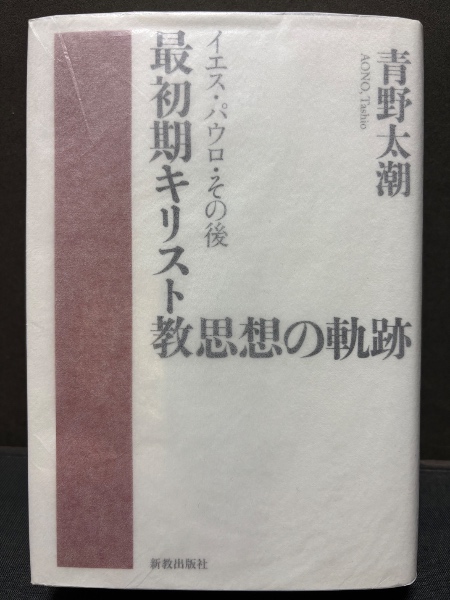 青野太潮
AONO, Tashio
イエス・パウロ・その後
最初期キリスト教思想の軌跡
新教出版社